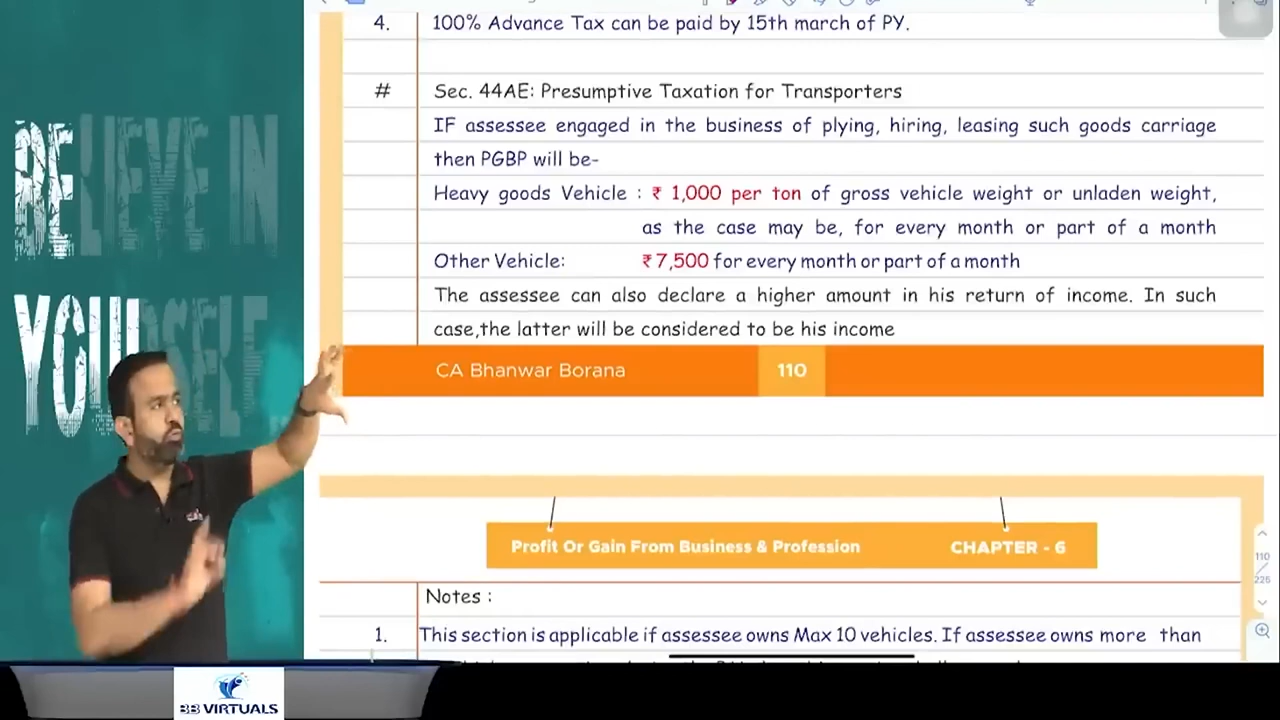 BELIEVE IN
YOURSELF
4. 100% Advance Tax can be paid by 15th march of PY.
# Sec. 44AE: Presumptive Taxation for Transporters
IF assessee engaged in the business of plying, hiring, leasing such goods carriage
then PGBP will be-
Heavy goods Vehicle : ₹ 1,000 per ton of gross vehicle weight or unladen weight,
as the case may be, for every month or part of a month
Other Vehicle: ₹ 7,500 for every month or part of a month
The assessee can also declare a higher amount in his return of income. In such
case,the latter will be considered to be his income
CA Bhanwar Borana 110
Profit Or Gain From Business & Profession CHAPTER - 6
Notes :
1. This section is applicable if assessee owns Max 10 vehicles. If assessee owns more than
110
225
BB VIRTUALS